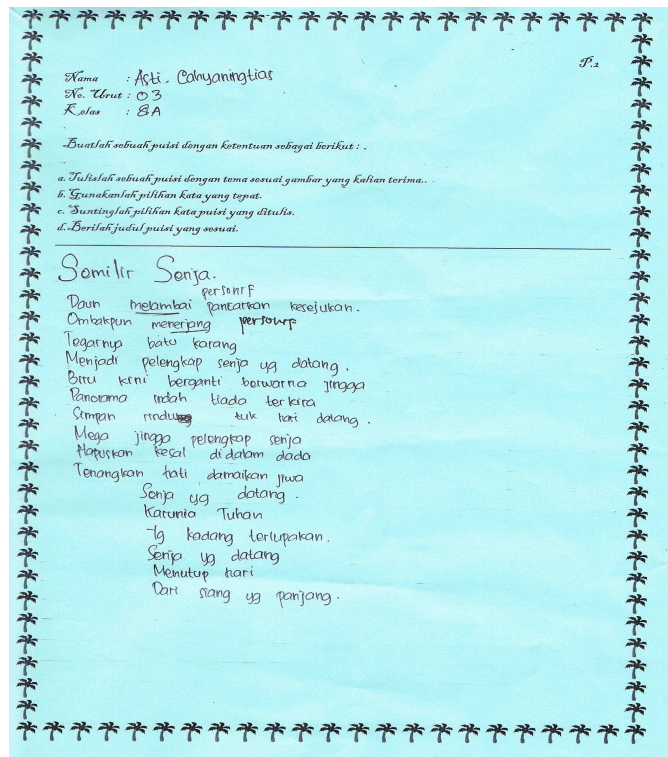 P.2
Nama : Asti. Cahyaningtias
No. Urut : 03
Kelas : 8A
Buatlah sebuah puisi dengan ketentuan sebagai berikut : .
a. Tulislah sebuah puisi dengan tema sesuai gambar yang kalian terima..
b. Gunakanlah pilihan kata yang tepat.
c. Suntinglah pilihan kata puisi yang ditulis.
d. Berilah judul puisi yang sesuai.
Semilir Senja.
personif
Daun melambai pancarkan kesejukan.
Ombakpun menerjang personif
Tegarnya batu karang
Menjadi pelengkap senja yg datang.
Biru kini berganti berwarna jingga
Panorama indah tiada terkira
Simpan rindu tuk hari datang.
Mega jingga pelengkap senja
Hapuskan kesal didalam dada
Tenangkan hati, damaikan jiwa
Senja yg datang.
Karunia Tuhan
Yg kadang terlupakan.
Senja yg datang
Menutup hari
Dari siang yg panjang.